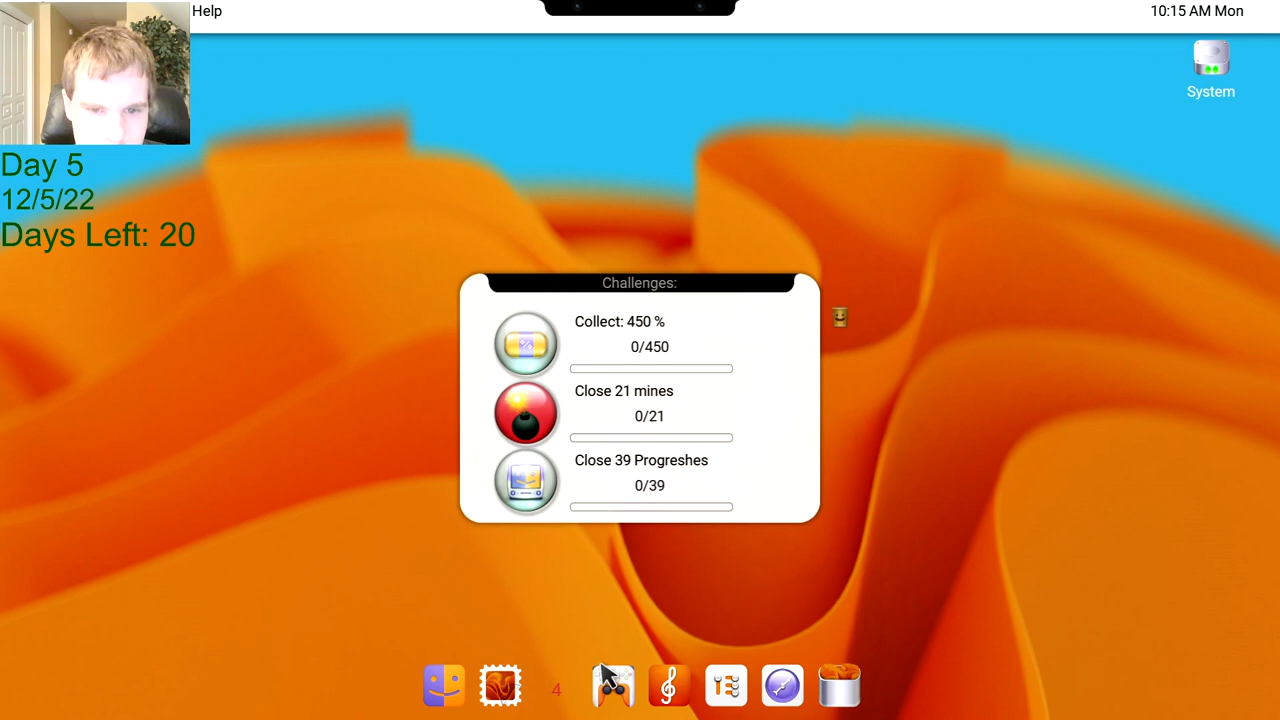 Help
10:15 AM Mon
System
Day 5
12/5/22
Days Left: 20
Challenges:
Collect: 450 %
0/450
Close 21 mines
0/21
Close 39 Progreshes
0/39
4